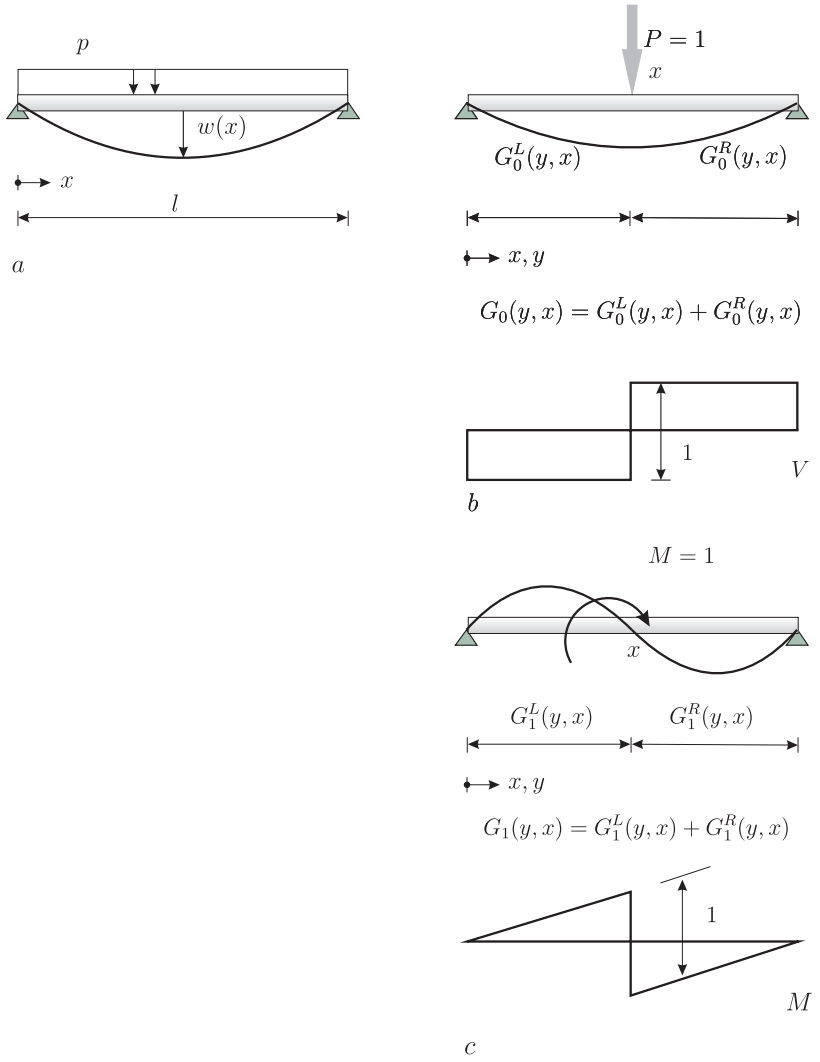 p
w(x)
x
l
a
P = 1
x
G_0^L(y, x)
G_0^R(y, x)
x, y
G_0(y, x) = G_0^L(y, x) + G_0^R(y, x)
1
V
b
M = 1
x
G_1^L(y, x)
G_1^R(y, x)
x, y
G_1(y, x) = G_1^L(y, x) + G_1^R(y, x)
1
M
c